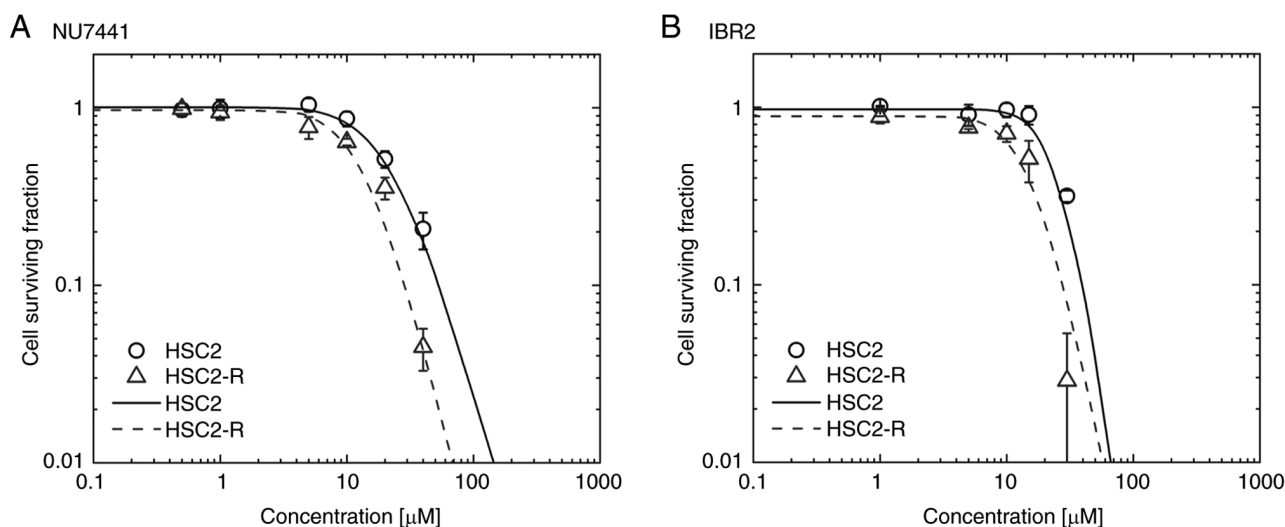 A NU7441
Cell surviving fraction
1
0.1
0.01
HSC2
HSC2-R
HSC2
HSC2-R
0.1 1 10 100 1000
Concentration [μM]
B IBR2
Cell surviving fraction
1
0.1
0.01
HSC2
HSC2-R
HSC2
HSC2-R
0.1 1 10 100 1000
Concentration [μM]